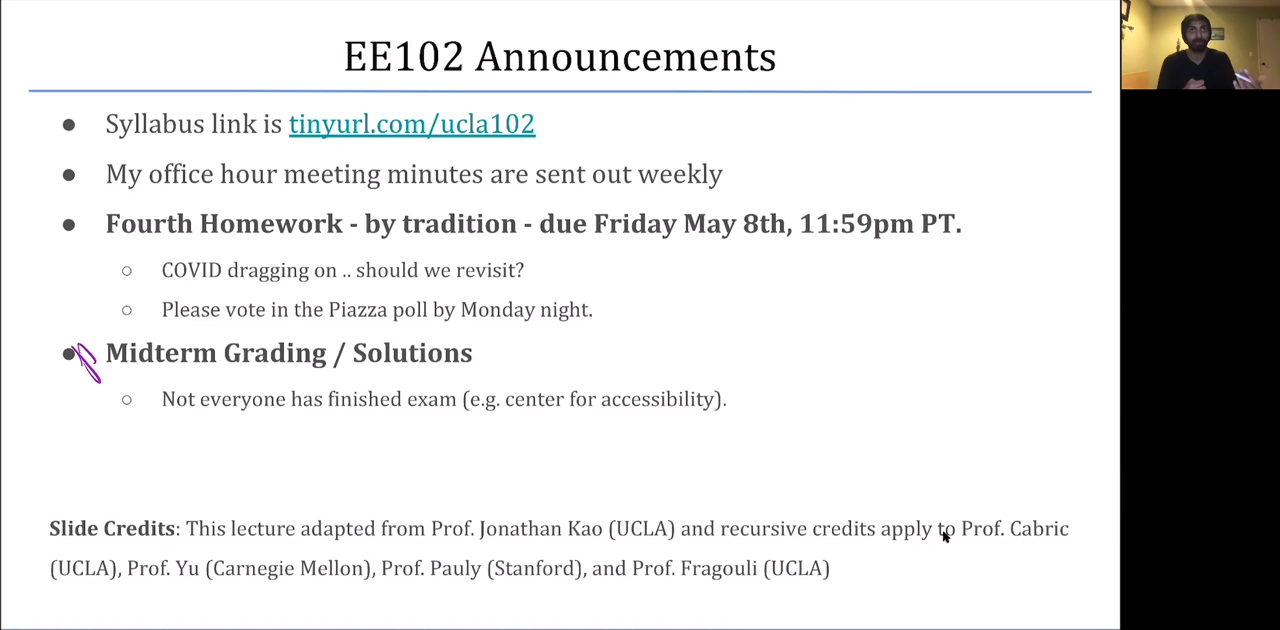 EE102 Announcements
● Syllabus link is tinyurl.com/ucla102
● My office hour meeting minutes are sent out weekly
● Fourth Homework - by tradition - due Friday May 8th, 11:59pm PT.
○ COVID dragging on .. should we revisit?
○ Please vote in the Piazza poll by Monday night.
● Midterm Grading / Solutions
○ Not everyone has finished exam (e.g. center for accessibility).
Slide Credits: This lecture adapted from Prof. Jonathan Kao (UCLA) and recursive credits apply to Prof. Cabric
(UCLA), Prof. Yu (Carnegie Mellon), Prof. Pauly (Stanford), and Prof. Fragouli (UCLA)